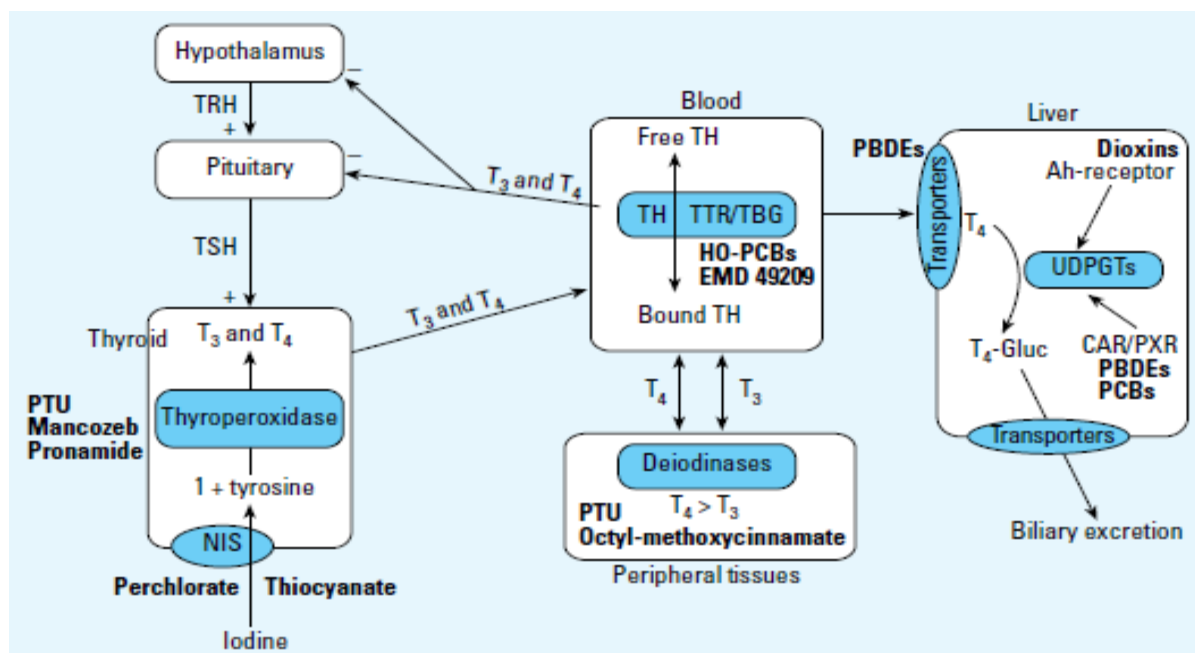 Hypothalamus
–
TRH
+
Pituitary
–
T3 and T4
TSH
+
Thyroid
T3 and T4
T3 and T4
PTU
Mancozeb
Pronamide
Thyroperoxidase
1 + tyrosine
NIS
Perchlorate
Thiocyanate
Iodine
Blood
Free TH
TH
TTR/TBG
HO-PCBs
EMD 49209
Bound TH
T4
T3
Deiodinases
T4 > T3
PTU
Octyl-methoxycinnamate
Peripheral tissues
Liver
PBDEs
Transporters
Dioxins
Ah-receptor
T4
UDPGTs
T4-Gluc
CAR/PXR
PBDEs
PCBs
Transporters
Biliary excretion